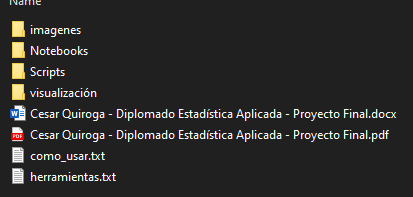 Name
imagenes
Notebooks
Scripts
visualización
Cesar Quiroga - Diplomado Estadística Aplicada - Proyecto Final.docx
Cesar Quiroga - Diplomado Estadística Aplicada - Proyecto Final.pdf
como_usar.txt
herramientas.txt